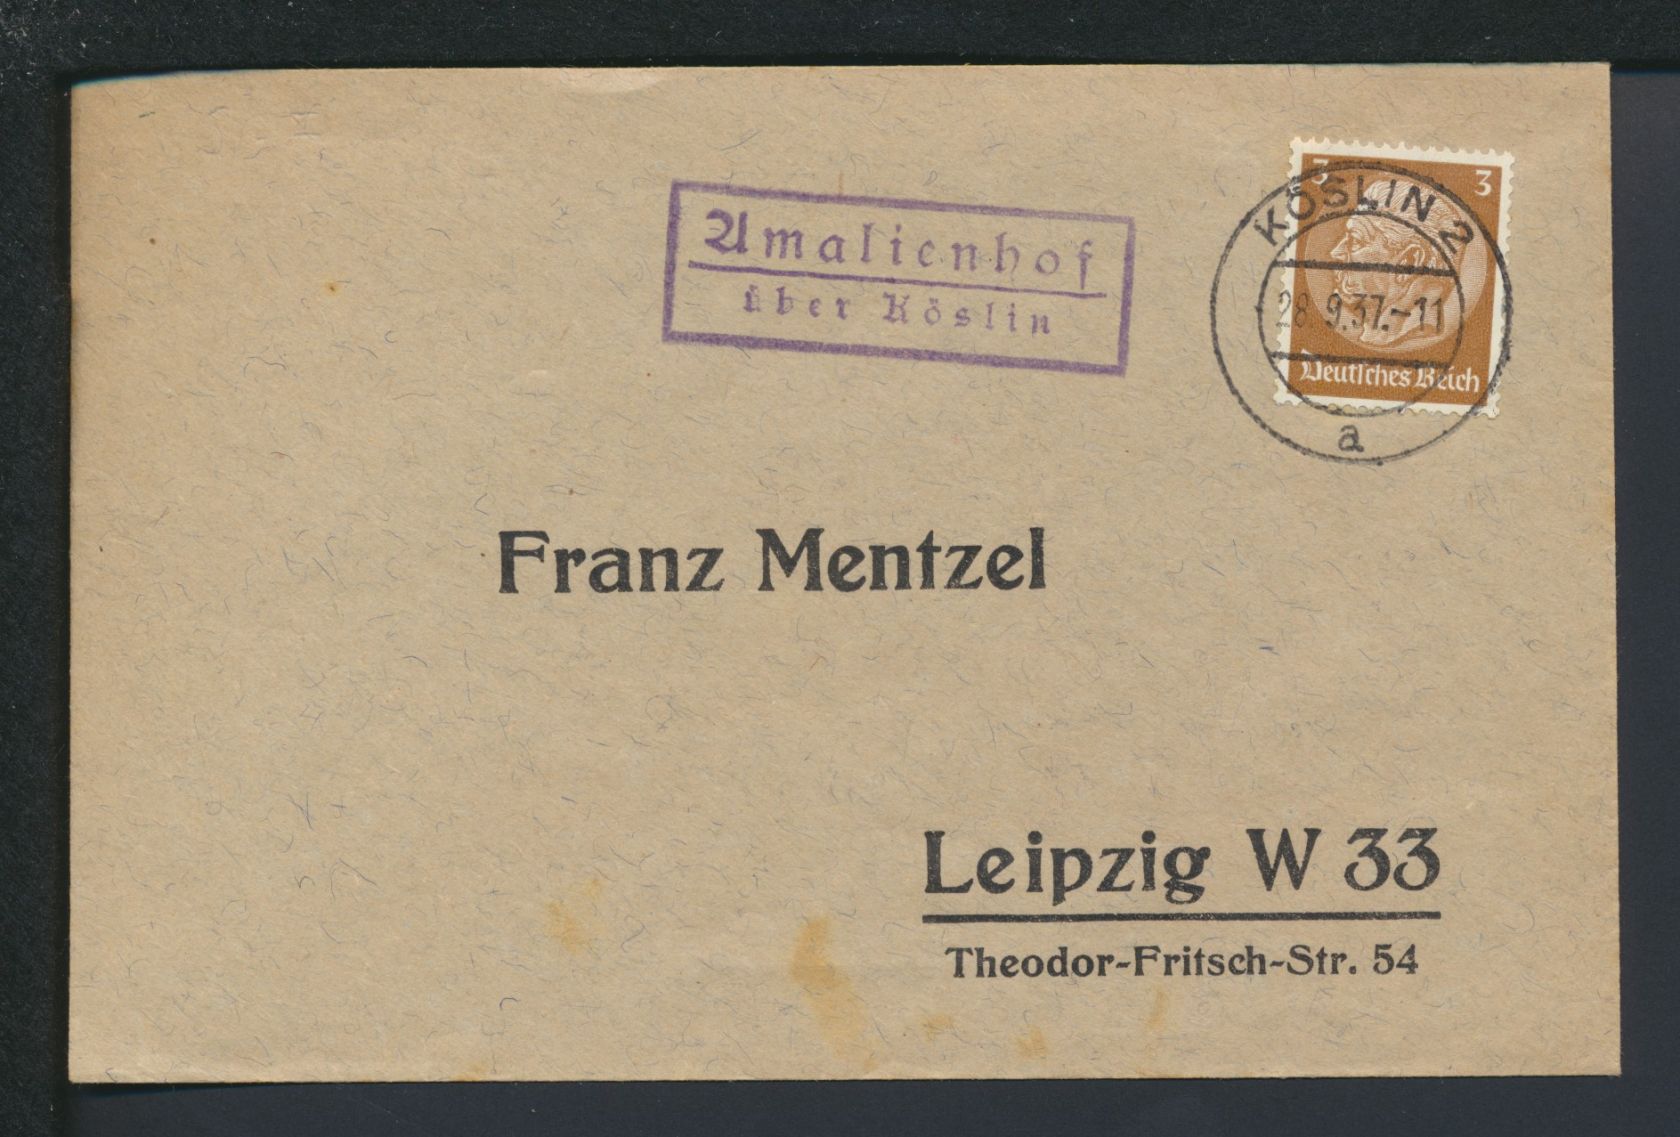 Amalienhof
über Köslin
3 3
KÖSLIN 2
28.9.37.-11
a
Deutsches Reich
Franz Mentzel
Leipzig W 33
Theodor-Fritsch-Str. 54